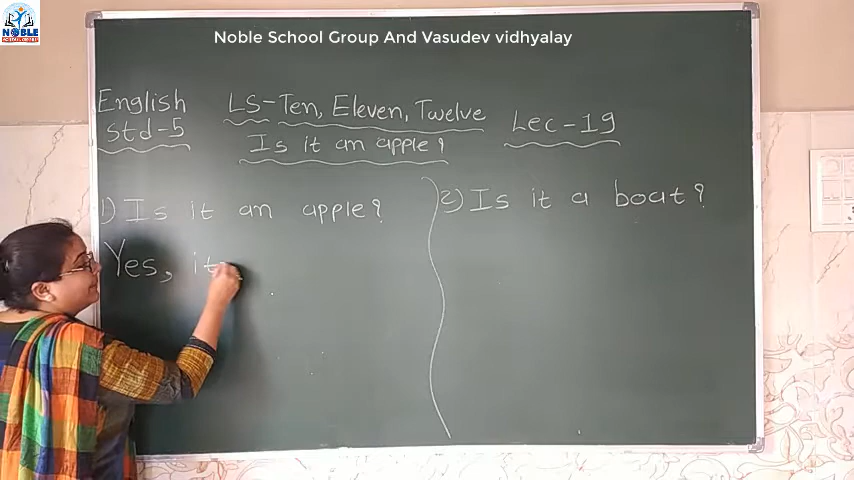 NOBLE
Noble School Group And Vasudev vidhyalay
English
Std-5
LS-Ten, Eleven, Twelve
Is it an apple?
Lec-19
1) Is it an apple?
Yes, it
2) Is it a boat?